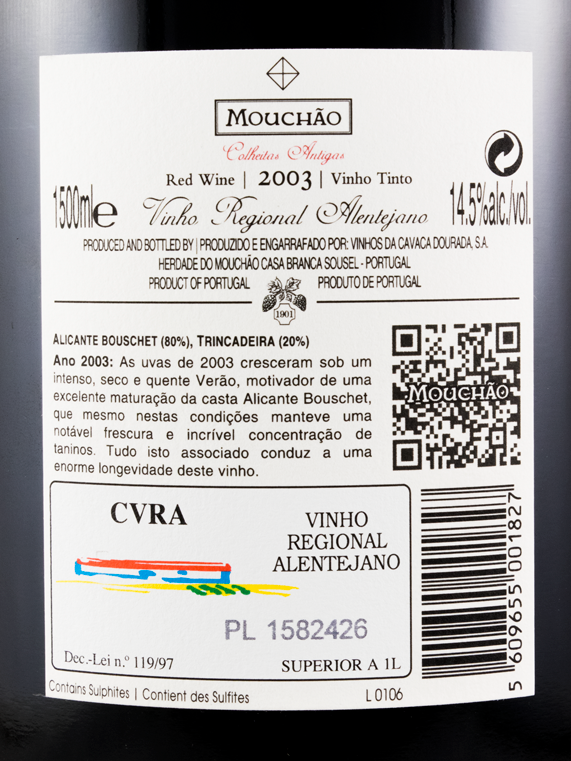 MOUCHÃO
Colheitas Antigas
Red Wine | 2003 | Vinho Tinto
1500ml e Vinho Regional Alentejano 14.5%alc./vol.
PRODUCED AND BOTTLED BY | PRODUZIDO E ENGARRAFADO POR: VINHOS DA CAVACA DOURADA, S.A.
HERDADE DO MOUCHÃO CASA BRANCA SOUSEL - PORTUGAL
PRODUCT OF PORTUGAL PRODUTO DE PORTUGAL
1901
ALICANTE BOUSCHET (80%), TRINCADEIRA (20%)
Ano 2003: As uvas de 2003 cresceram sob um
intenso, seco e quente Verão, motivador de uma
excelente maturação da casta Alicante Bouschet,
que mesmo nestas condições manteve uma
notável frescura e incrível concentração de
taninos. Tudo isto associado conduz a uma
enorme longevidade deste vinho.
MOUCHÃO
CVRA
VINHO
REGIONAL
ALENTEJANO
PL 1582426
Dec.-Lei n.º 119/97 SUPERIOR A 1L
5 609655 001827
Contains Sulphites | Contient des Sulfites L 0106